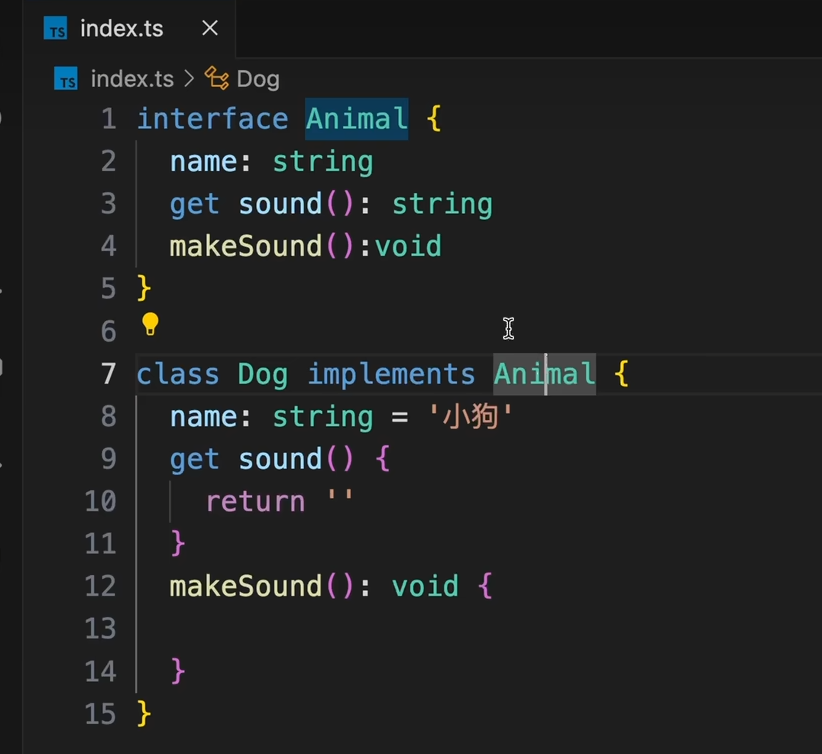 TS index.ts ×
TS index.ts > Dog
1 interface Animal {
2 name: string
3 get sound(): string
4 makeSound():void
5 }
6
7 class Dog implements Animal {
8 name: string = '小狗'
9 get sound() {
10 return ''
11 }
12 makeSound(): void {
13
14 }
15 }